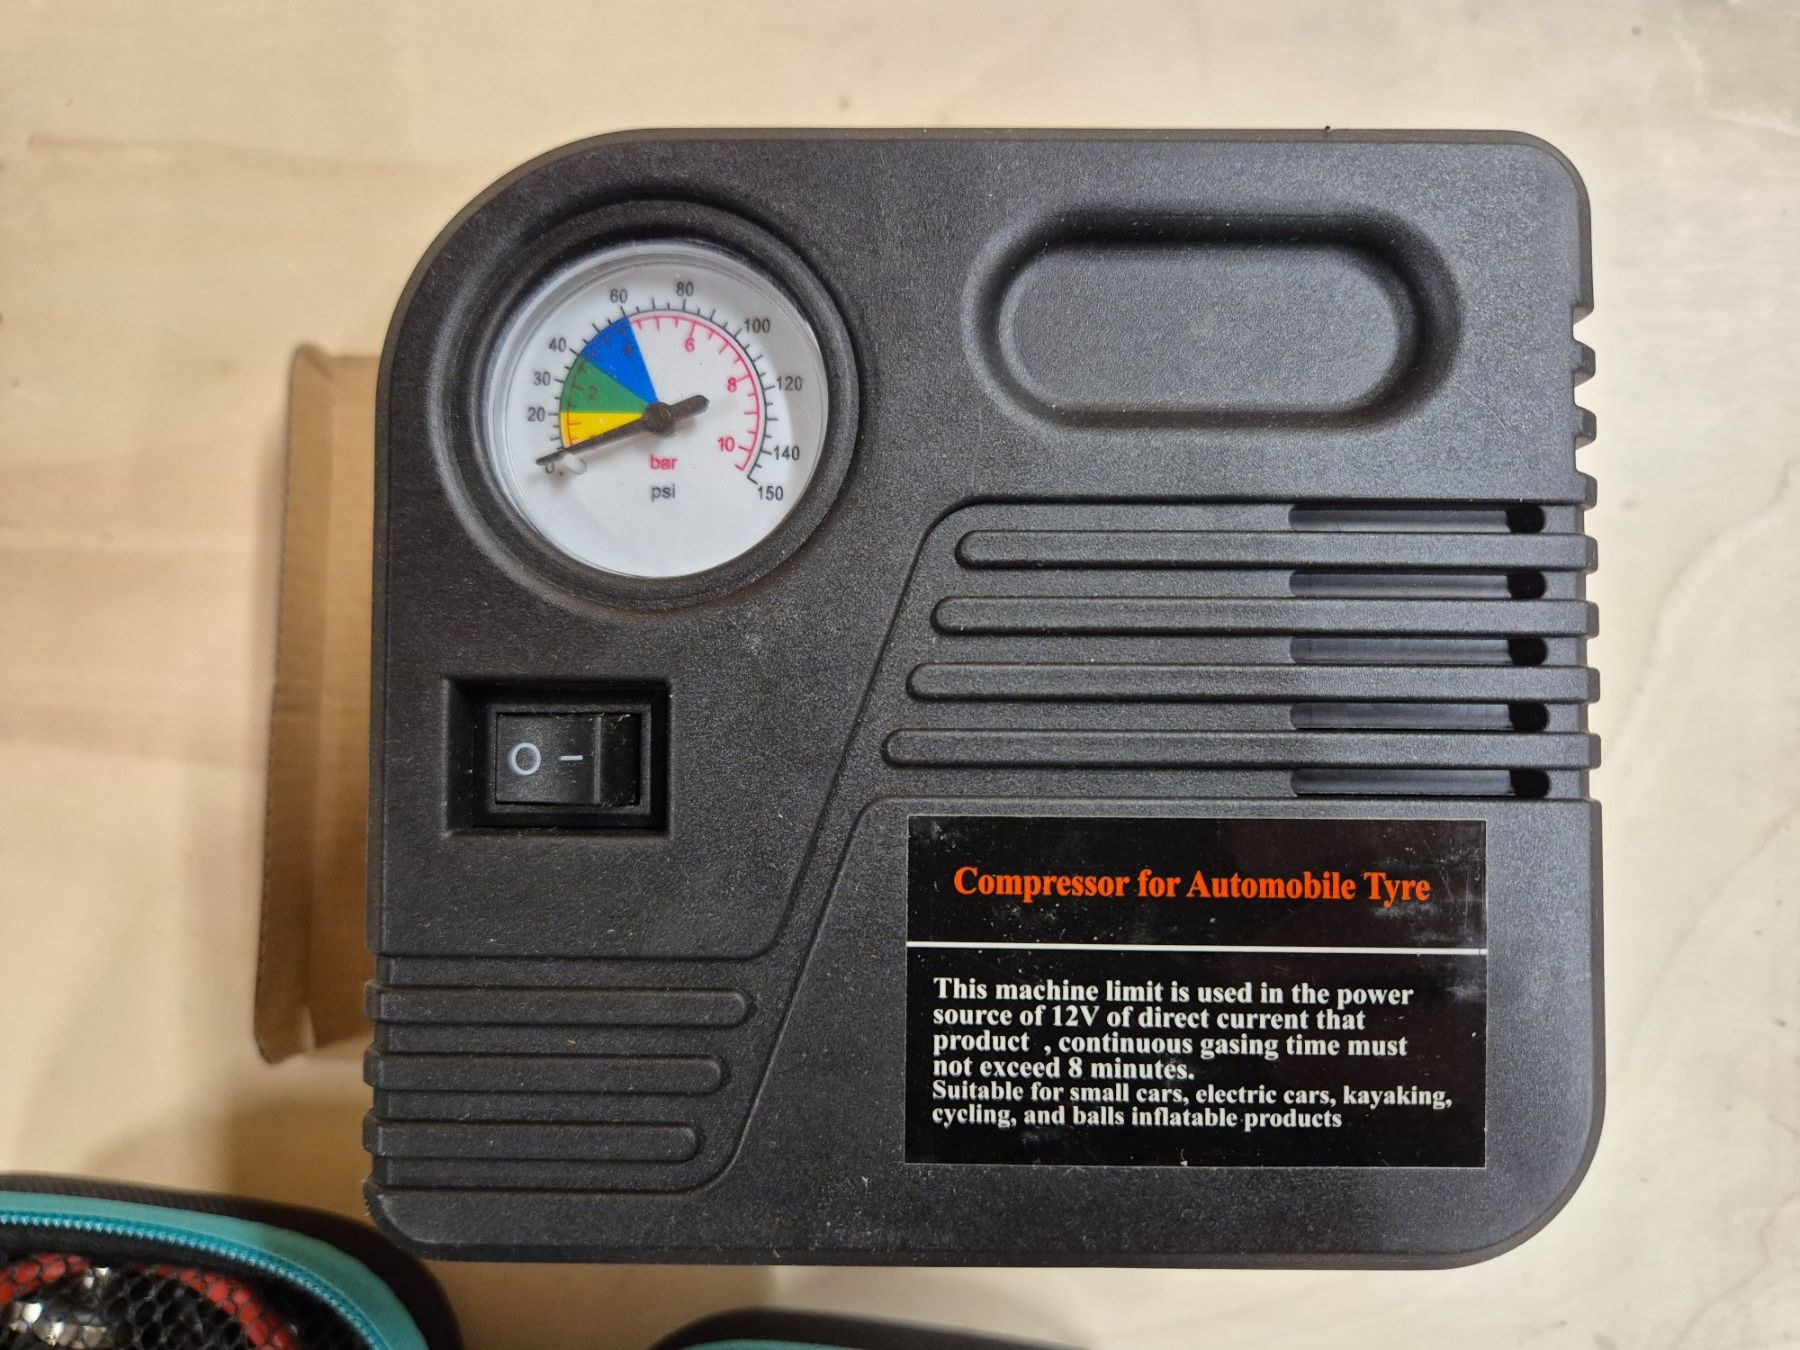 60 80
40 100
6
30 8 120
2
20
10 140
0
bar
psi 150
O –
Compressor for Automobile Tyre
This machine limit is used in the power
source of 12V of direct current that
product , continuous gasing time must
not exceed 8 minutes.
Suitable for small cars, electric cars, kayaking,
cycling, and balls inflatable products